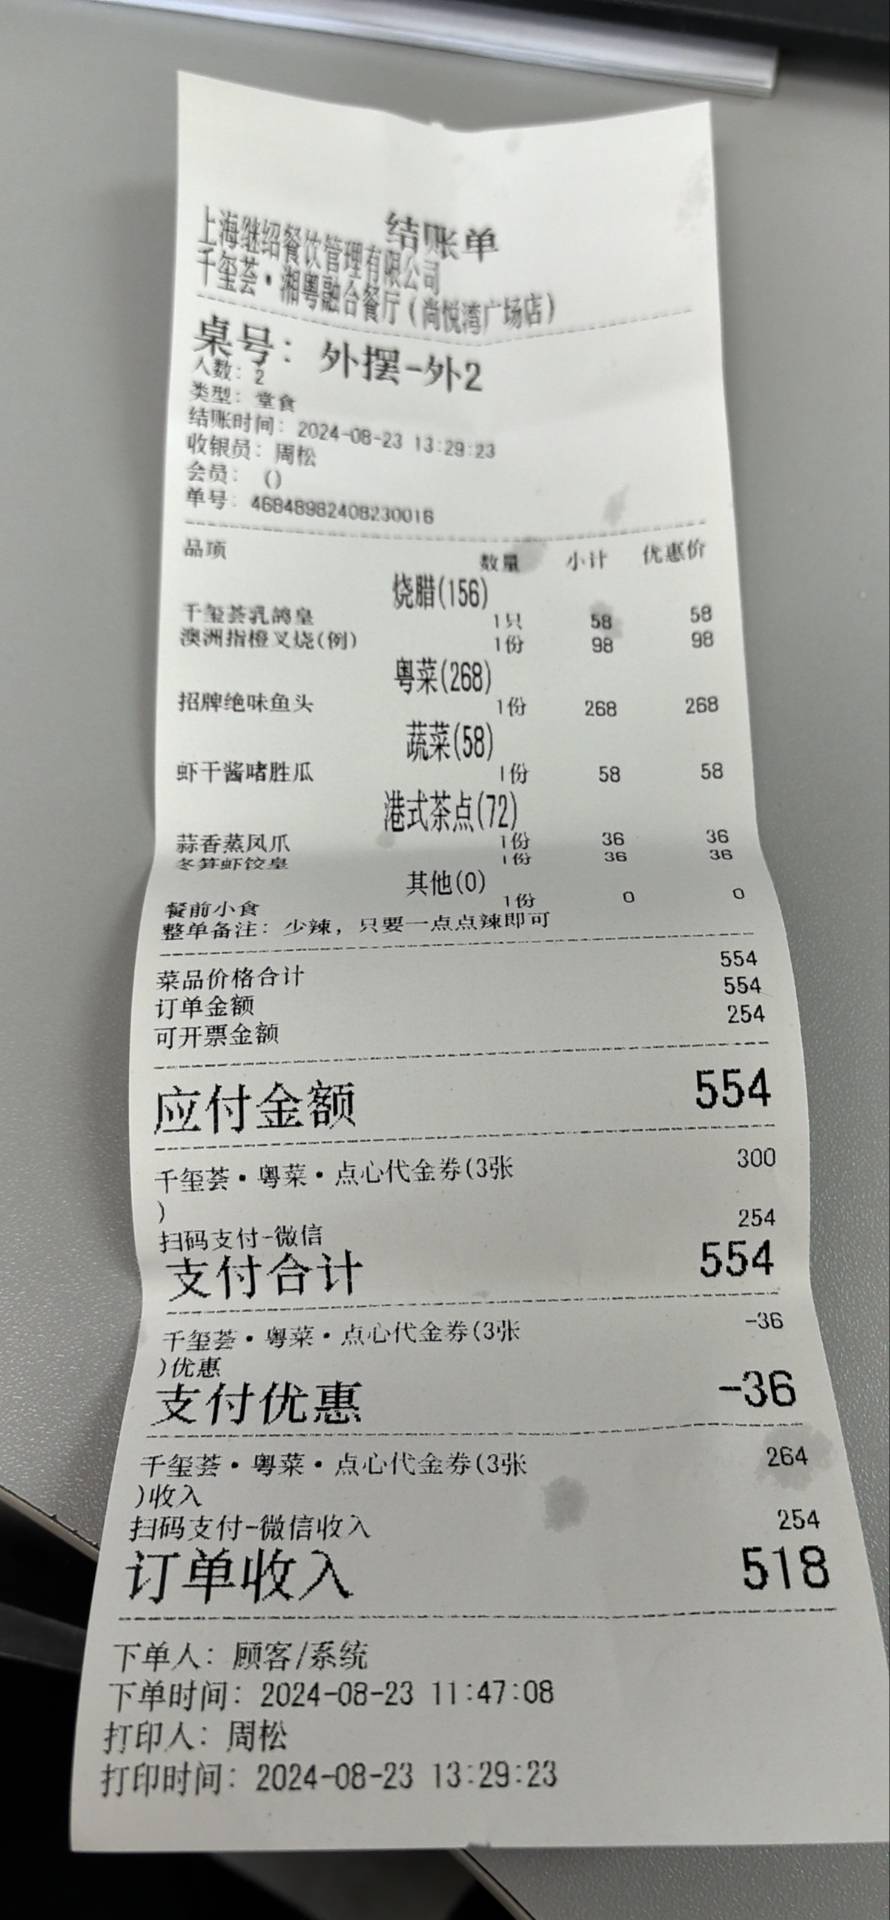 结账单
上海继绍餐饮管理有限公司
千玺荟·湘粤融合餐厅(尚悦湾广场店)
桌号: 外摆-外2
人数: 2
类型: 堂食
结账时间: 2024-08-23 13:29:23
收银员: 周松
会员: ()
单号: 46848982408230016
品项 数量 小计 优惠价
烧腊(156)
千玺荟乳鸽皇 1只 58 58
澳洲指橙叉烧(例) 1份 98 98
粤菜(268)
招牌绝味鱼头 1份 268 268
蔬菜(58)
虾干酱啫胜瓜 1份 58 58
港式茶点(72)
蒜香蒸凤爪 1份 36 36
冬笋虾饺皇 1份 36 36
其他(0)
餐前小食 1份 0 0
整单备注: 少辣, 只要一点点辣即可
菜品价格合计 554
订单金额 554
可开票金额 254
应付金额 554
千玺荟·粤菜·点心代金券(3张 300
)
扫码支付-微信 254
支付合计 554
千玺荟·粤菜·点心代金券(3张 -36
)优惠
支付优惠 -36
千玺荟·粤菜·点心代金券(3张 264
)收入
扫码支付-微信收入 254
订单收入 518
下单人: 顾客/系统
下单时间: 2024-08-23 11:47:08
打印人: 周松
打印时间: 2024-08-23 13:29:23